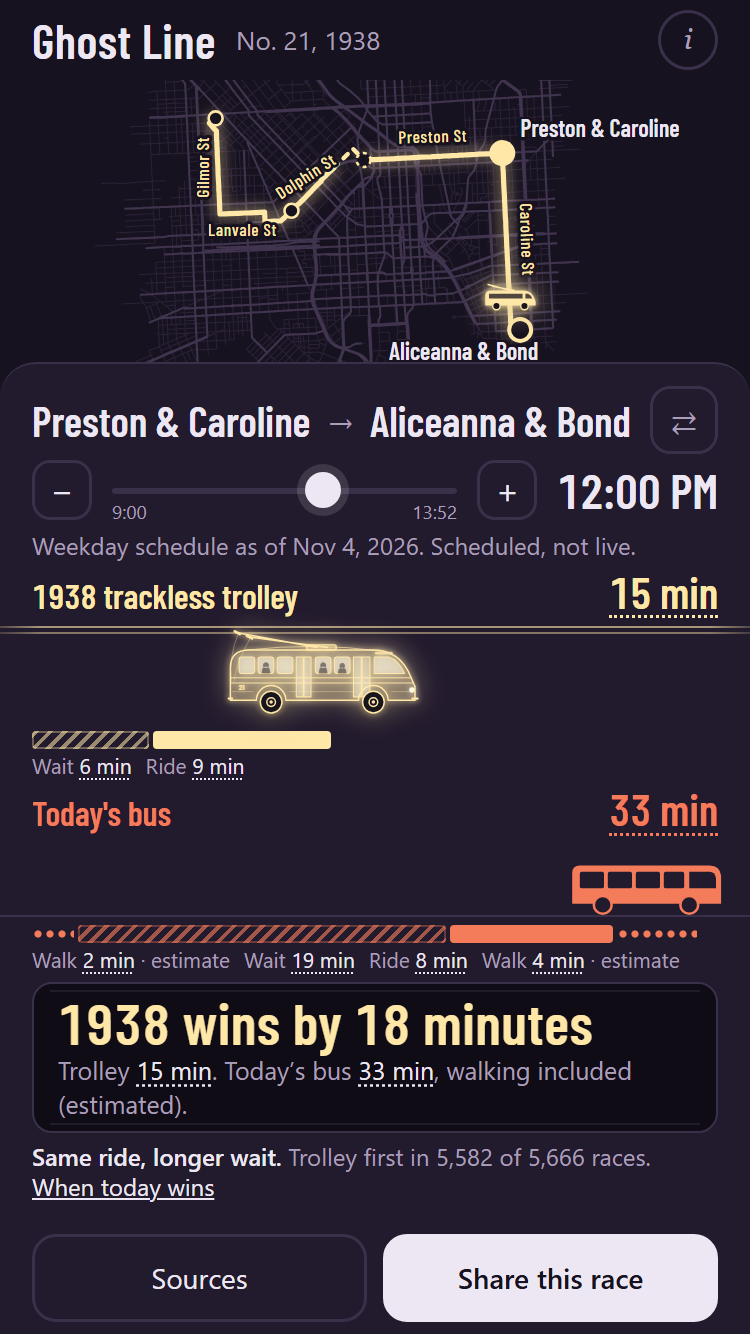 Ghost Line No. 21, 1938 i
Preston & Caroline
Preston St
Gilmor St
Dolphin St
Lanvale St
Caroline St
Aliceanna & Bond
Preston & Caroline → Aliceanna & Bond ⇄
− + 12:00 PM
9:00 13:52
Weekday schedule as of Nov 4, 2026. Scheduled, not live.
1938 trackless trolley 15 min
21
Wait 6 min Ride 9 min
Today's bus 33 min
Walk 2 min · estimate Wait 19 min Ride 8 min Walk 4 min · estimate
1938 wins by 18 minutes
Trolley 15 min. Today’s bus 33 min, walking included
(estimated).
Same ride, longer wait. Trolley first in 5,582 of 5,666 races.
When today wins
Sources Share this race